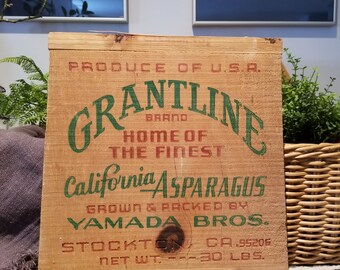 PRODUCE OF U.S.A.
GRANTLINE
BRAND
HOME OF
THE FINEST
California ASPARAGUS
GROWN & PACKED BY
YAMADA BROS.
STOCKTON, CA. 95206
NET WT. --- 30 LBS.